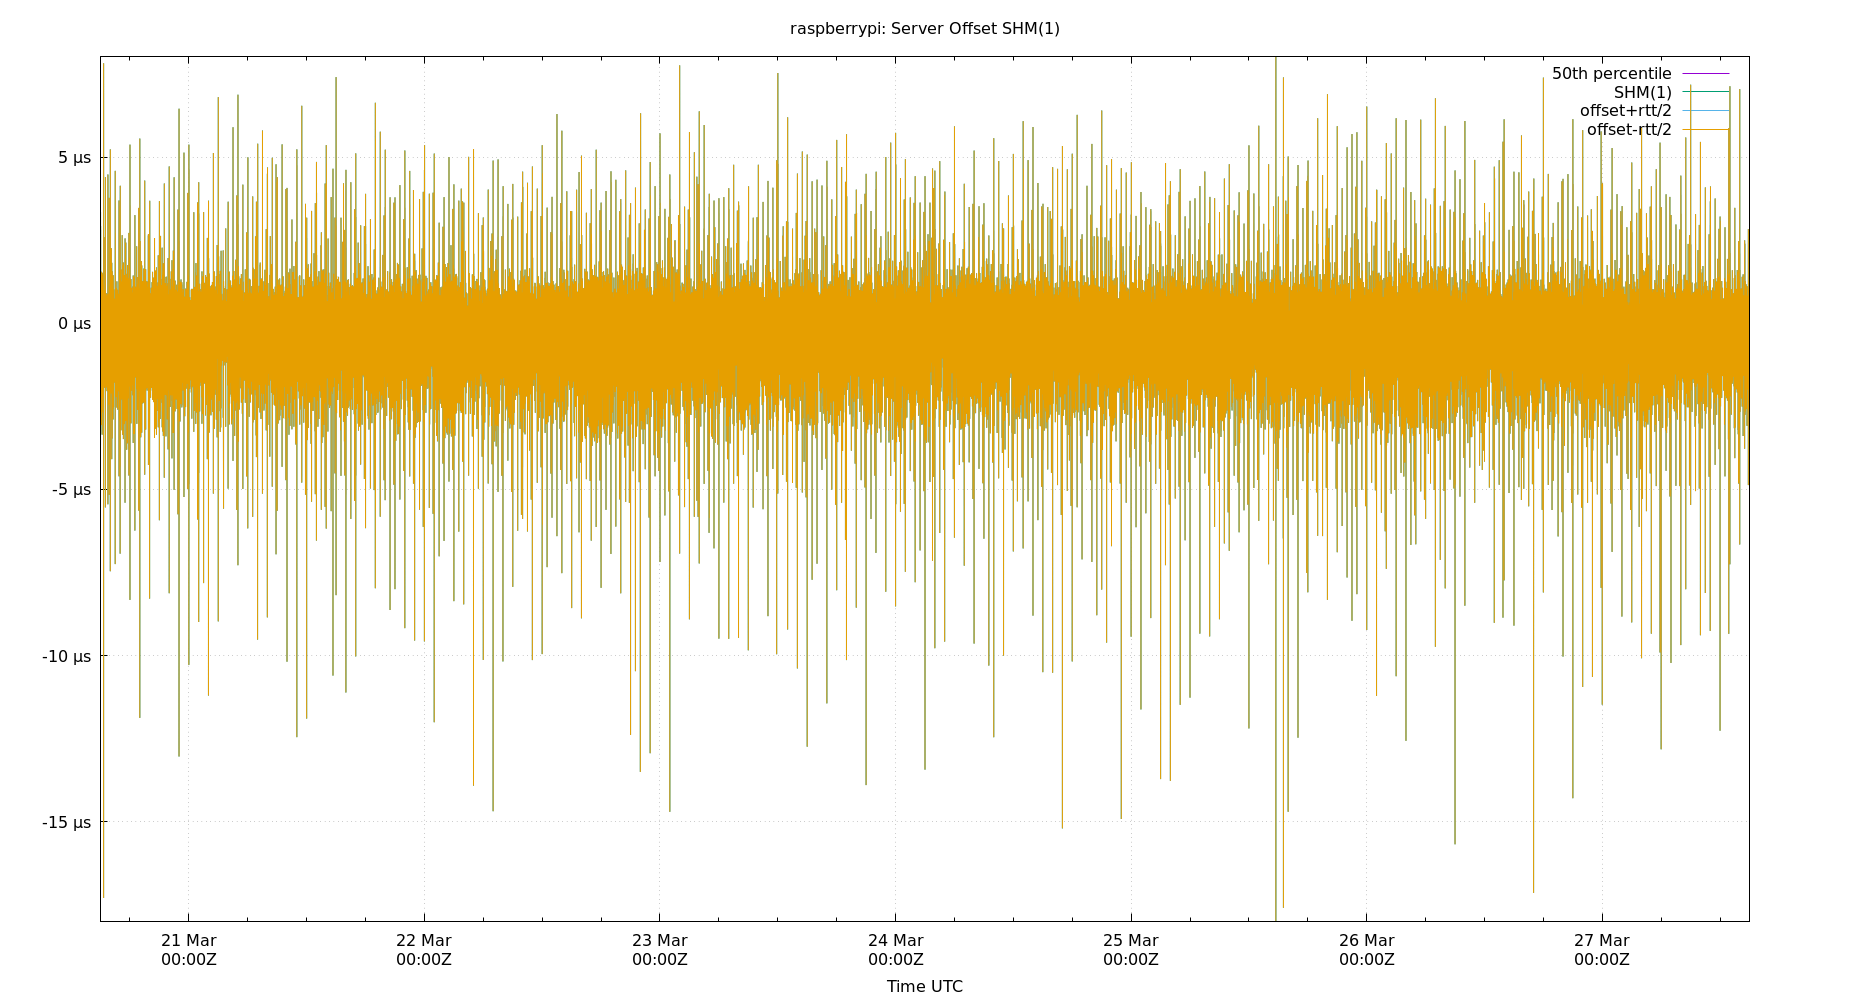 raspberrypi: Server Offset SHM(1)
50th percentile
SHM(1)
offset+rtt/2
offset-rtt/2
5 µs
0 µs
-5 µs
-10 µs
-15 µs
21 Mar
00:00Z
22 Mar
00:00Z
23 Mar
00:00Z
24 Mar
00:00Z
25 Mar
00:00Z
26 Mar
00:00Z
27 Mar
00:00Z
Time UTC